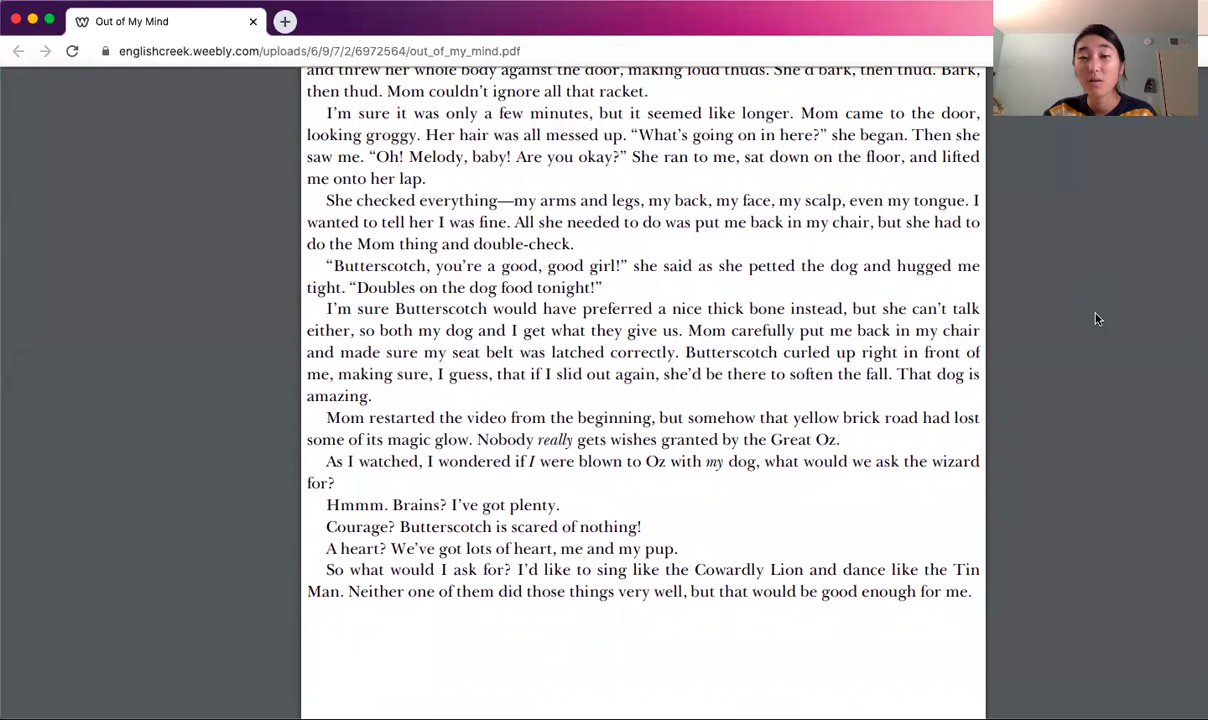 Out of My Mind
englishcreek.weebly.com/uploads/6/9/7/2/6972564/out_of_my_mind.pdf
and threw her whole body against the door, making loud thuds. She'd bark, then thud. Bark,
then thud. Mom couldn't ignore all that racket.
I'm sure it was only a few minutes, but it seemed like longer. Mom came to the door,
looking groggy. Her hair was all messed up. “What's going on in here?” she began. Then she
saw me. “Oh! Melody, baby! Are you okay?” She ran to me, sat down on the floor, and lifted
me onto her lap.
She checked everything—my arms and legs, my back, my face, my scalp, even my tongue. I
wanted to tell her I was fine. All she needed to do was put me back in my chair, but she had to
do the Mom thing and double-check.
“Butterscotch, you're a good, good girl!” she said as she petted the dog and hugged me
tight. “Doubles on the dog food tonight!”
I'm sure Butterscotch would have preferred a nice thick bone instead, but she can't talk
either, so both my dog and I get what they give us. Mom carefully put me back in my chair
and made sure my seat belt was latched correctly. Butterscotch curled up right in front of
me, making sure, I guess, that if I slid out again, she'd be there to soften the fall. That dog is
amazing.
Mom restarted the video from the beginning, but somehow that yellow brick road had lost
some of its magic glow. Nobody really gets wishes granted by the Great Oz.
As I watched, I wondered if I were blown to Oz with my dog, what would we ask the wizard
for?
Hmmm. Brains? I've got plenty.
Courage? Butterscotch is scared of nothing!
A heart? We've got lots of heart, me and my pup.
So what would I ask for? I'd like to sing like the Cowardly Lion and dance like the Tin
Man. Neither one of them did those things very well, but that would be good enough for me.